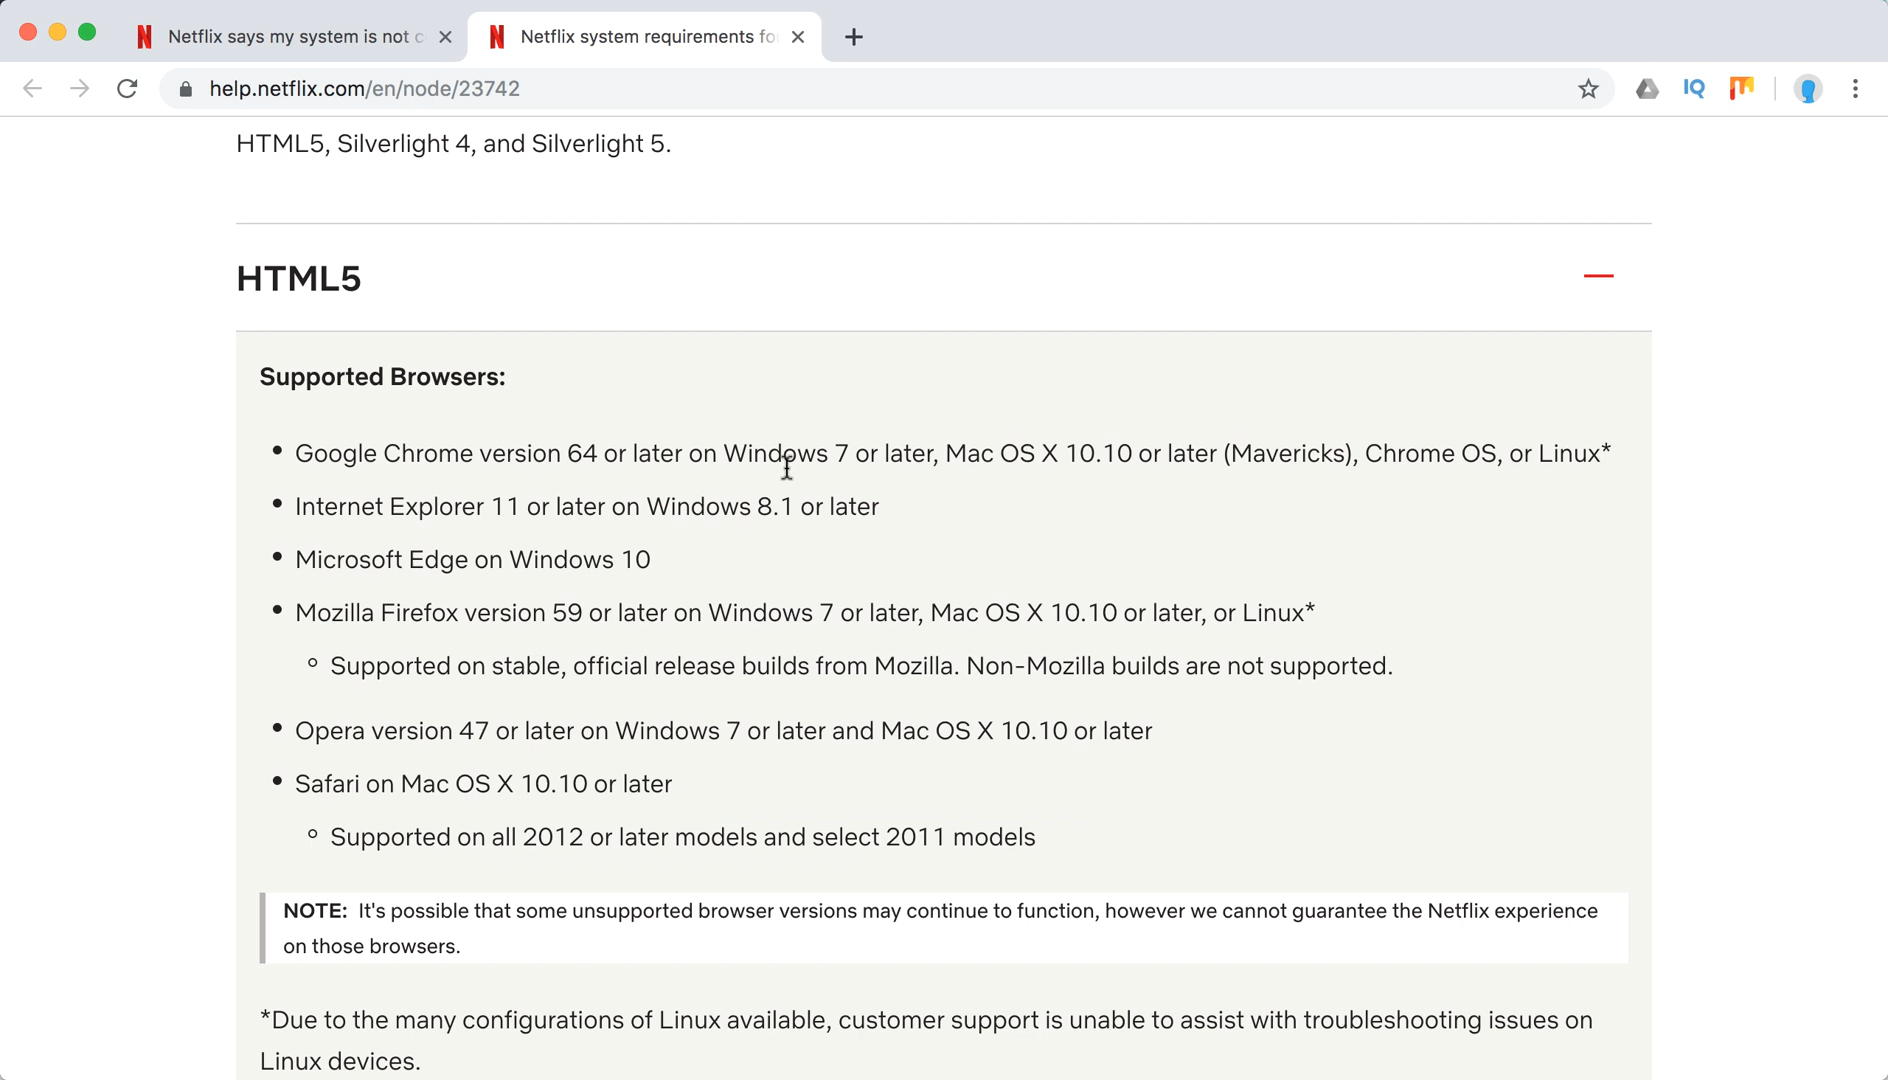 Netflix says my system is not c
Netflix system requirements fo
help.netflix.com/en/node/23742
IQ
HTML5, Silverlight 4, and Silverlight 5.
HTML5
Supported Browsers:
• Google Chrome version 64 or later on Windows 7 or later, Mac OS X 10.10 or later (Mavericks), Chrome OS, or Linux*
• Internet Explorer 11 or later on Windows 8.1 or later
• Microsoft Edge on Windows 10
• Mozilla Firefox version 59 or later on Windows 7 or later, Mac OS X 10.10 or later, or Linux*
◦ Supported on stable, official release builds from Mozilla. Non-Mozilla builds are not supported.
• Opera version 47 or later on Windows 7 or later and Mac OS X 10.10 or later
• Safari on Mac OS X 10.10 or later
◦ Supported on all 2012 or later models and select 2011 models
NOTE: It's possible that some unsupported browser versions may continue to function, however we cannot guarantee the Netflix experience
on those browsers.
*Due to the many configurations of Linux available, customer support is unable to assist with troubleshooting issues on
Linux devices.